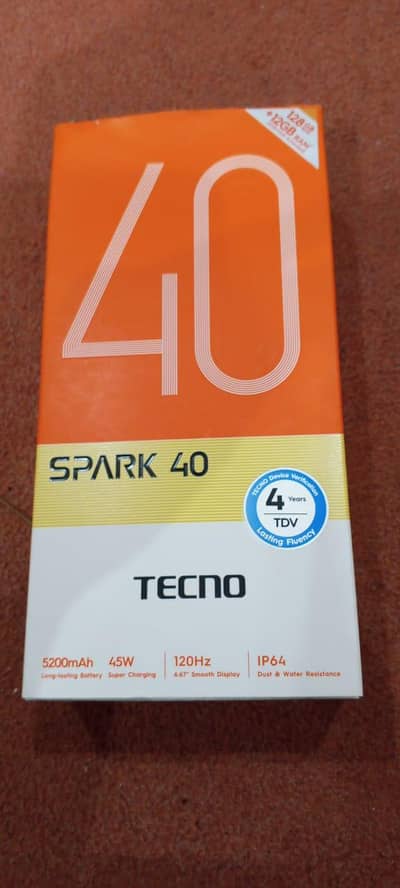 128GB
+12GB RAM*
40
SPARK 40
TECNO Device Verification
4 Years
TDV
Lasting Fluency
TECNO
5200mAh 45W 120Hz IP64
Long-lasting Battery Super Charging 6.67" Smooth Display Dust & Water Resistance